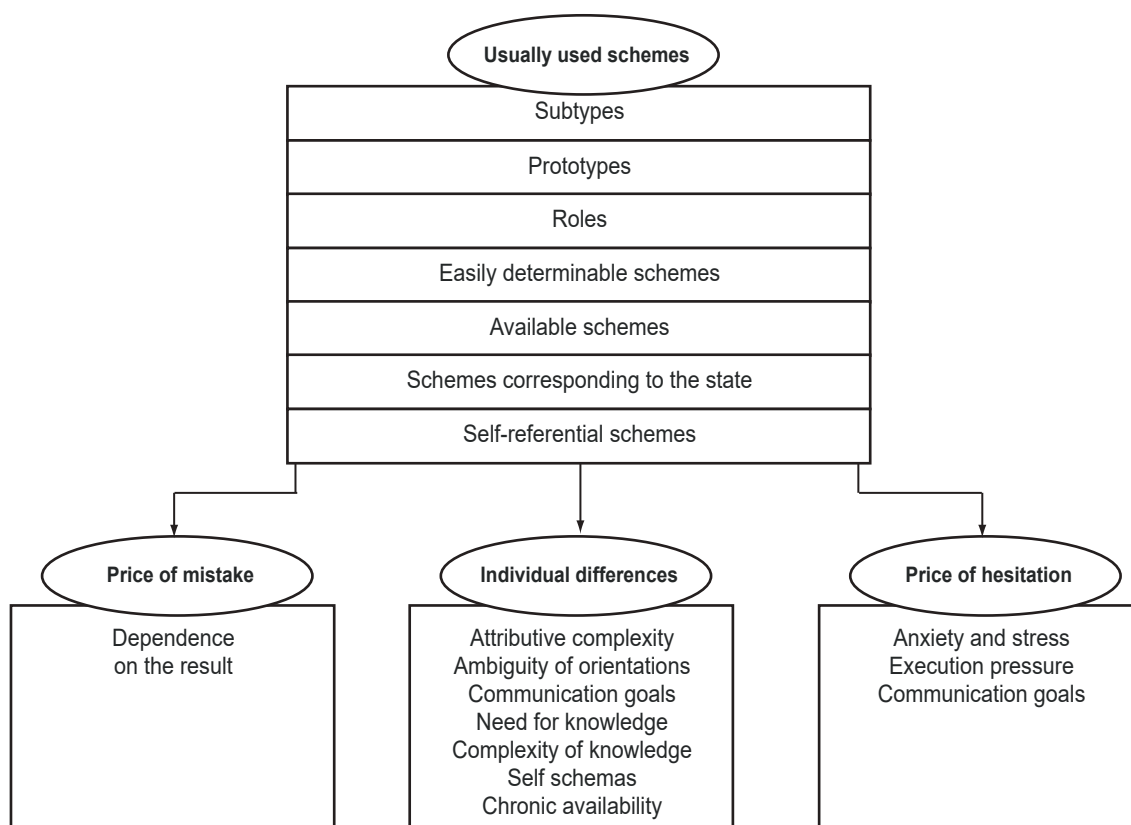 Usually used schemes
Subtypes
Prototypes
Roles
Easily determinable schemes
Available schemes
Schemes corresponding to the state
Self-referential schemes
Price of mistake
Dependence
on the result
Individual differences
Attributive complexity
Ambiguity of orientations
Communication goals
Need for knowledge
Complexity of knowledge
Self schemas
Chronic availability
Price of hesitation
Anxiety and stress
Execution pressure
Communication goals